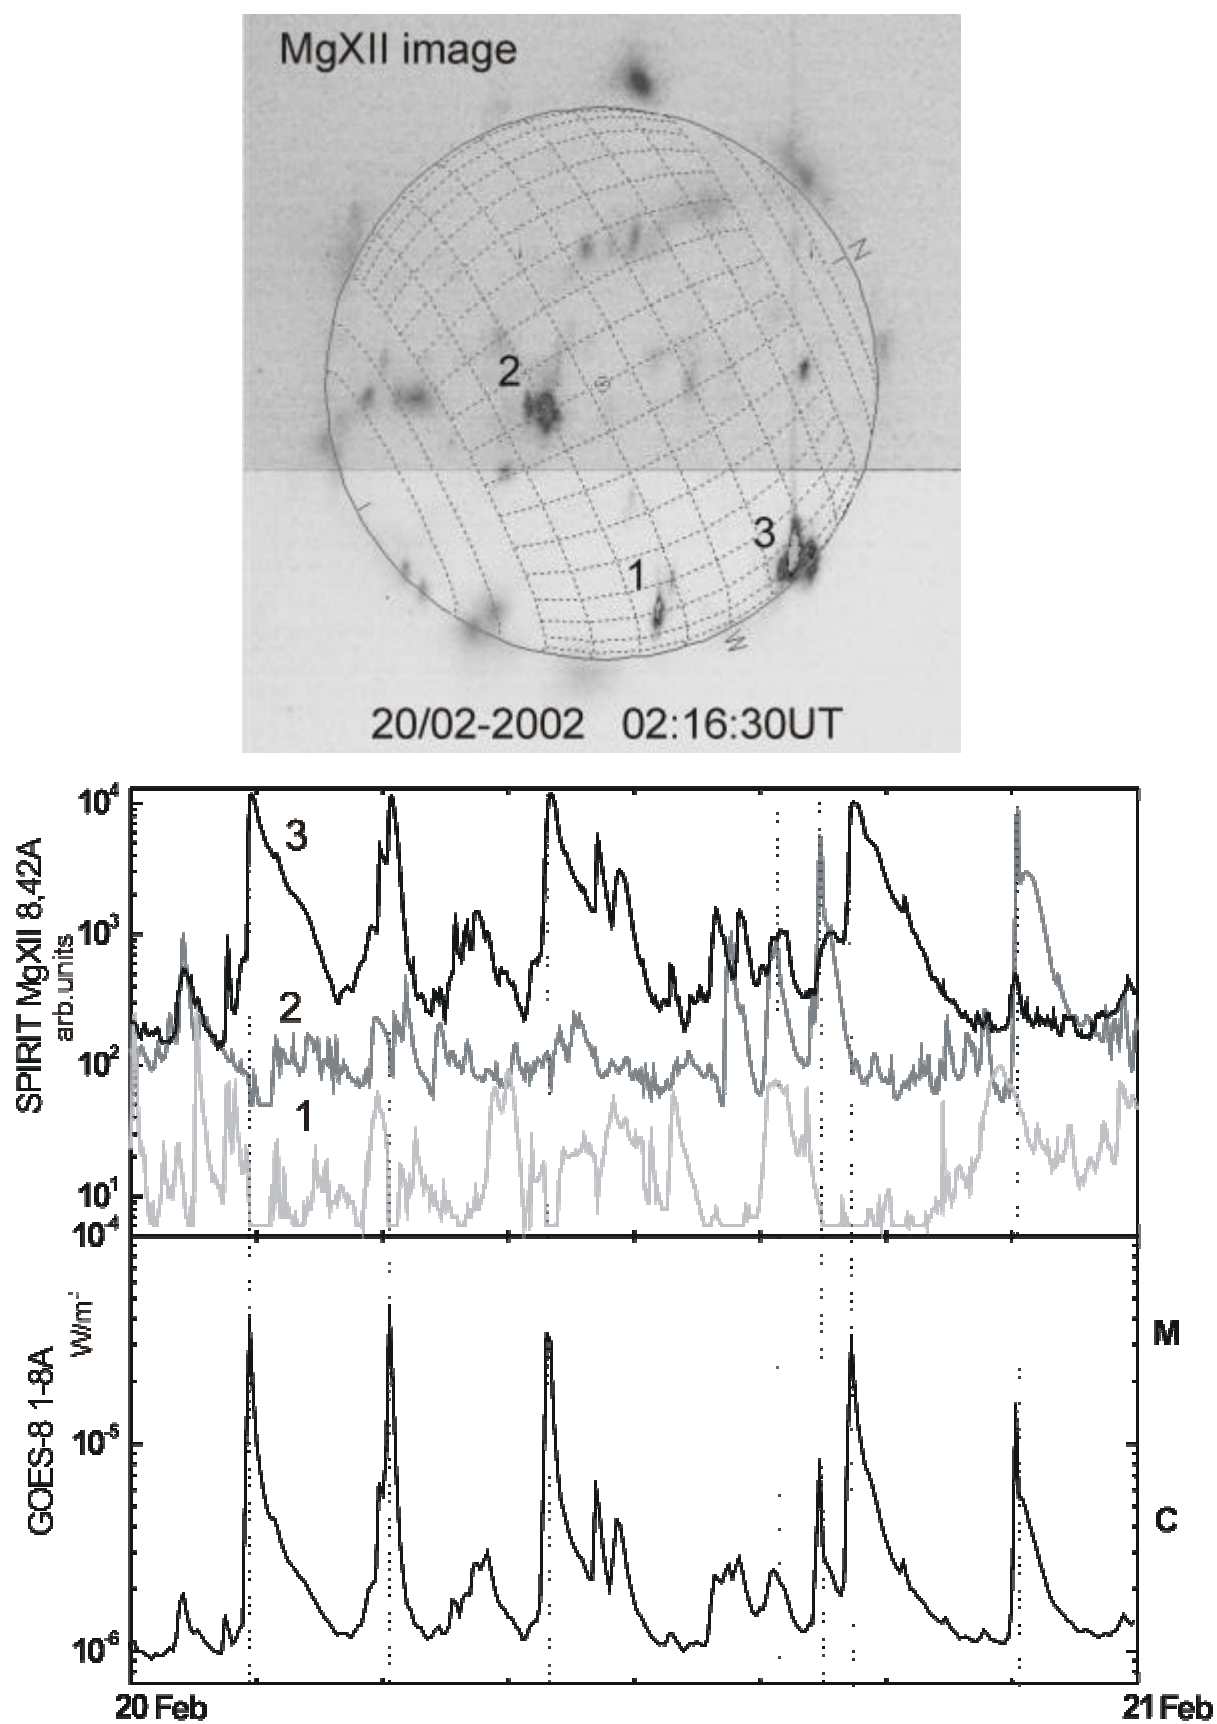 MgXII image
N
2
3
1
W
20/02-2002 02:16:30UT
10⁴
3
SPIRIT MgXII 8,42A
arb.units
10³
2
10²
1
10¹
10⁻⁴
W/m²
M
GOES-8 1-8A
10⁻⁵
C
10⁻⁶
20 Feb
21 Feb